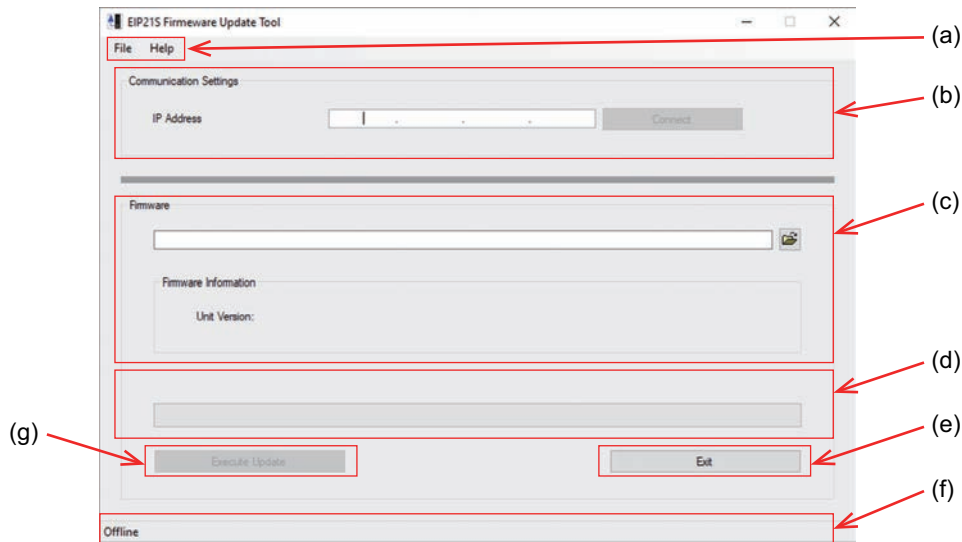 EIP21S Firmeware Update Tool
File Help
(a)
Communication Settings
(b)
IP Address . . . Connect
(c)
Firmware
Firmware Information
Unit Version:
(d)
(g)
(e)
Execute Update Exit
(f)
Offline